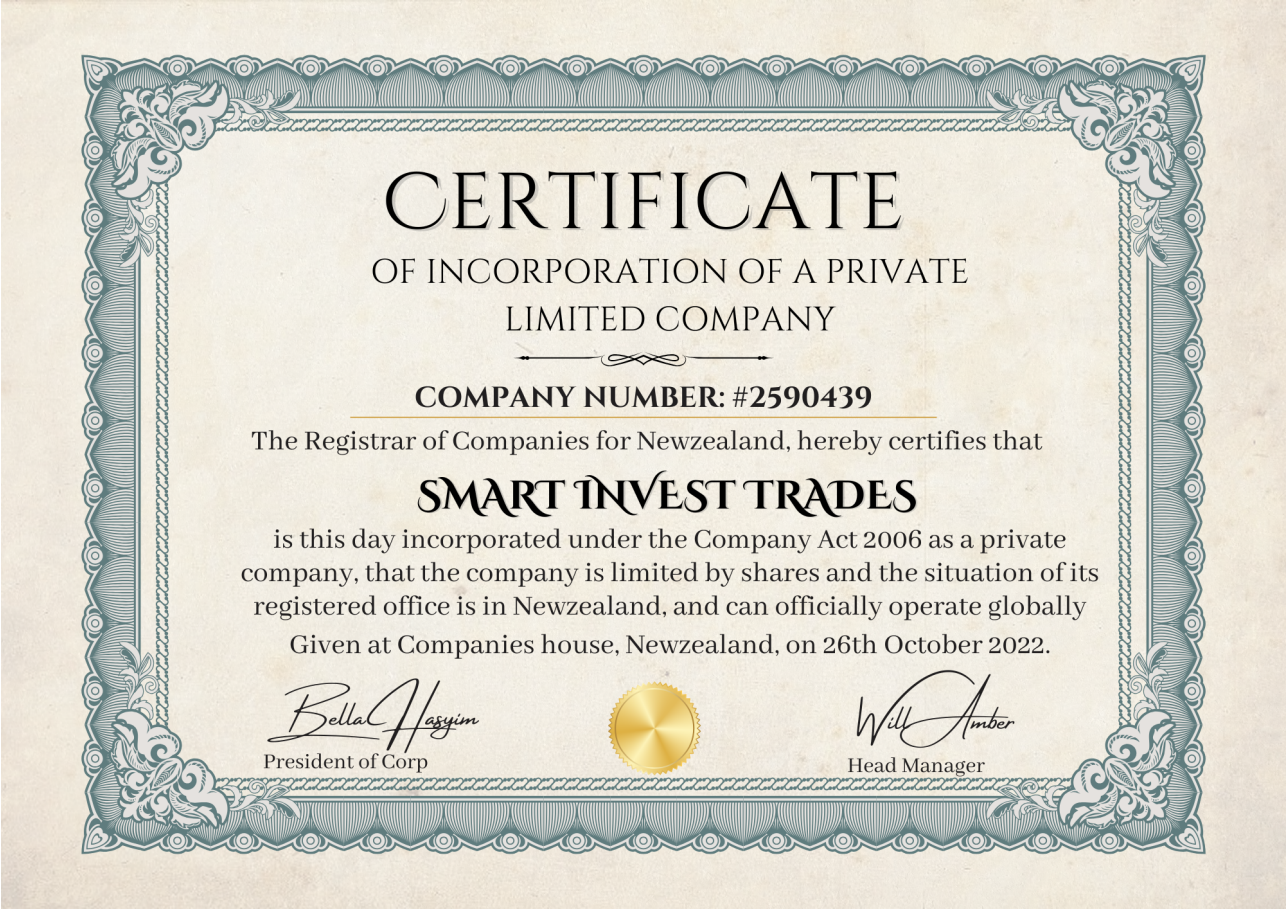 CERTIFICATE
OF INCORPORATION OF A PRIVATE
LIMITED COMPANY
COMPANY NUMBER: #2590439
The Registrar of Companies for Newzealand, hereby certifies that
SMART INVEST TRADES
is this day incorporated under the Company Act 2006 as a private
company, that the company is limited by shares and the situation of its
registered office is in Newzealand, and can officially operate globally
Given at Companies house, Newzealand, on 26th October 2022.
Bella Hasyim
Will Amber
President of Corp
Head Manager